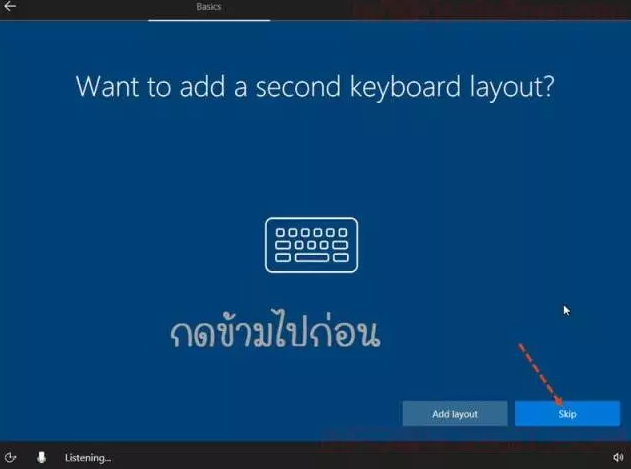 Basics
Want to add a second keyboard layout?
กดข้ามไปก่อน
Add layout
Skip
Listening...